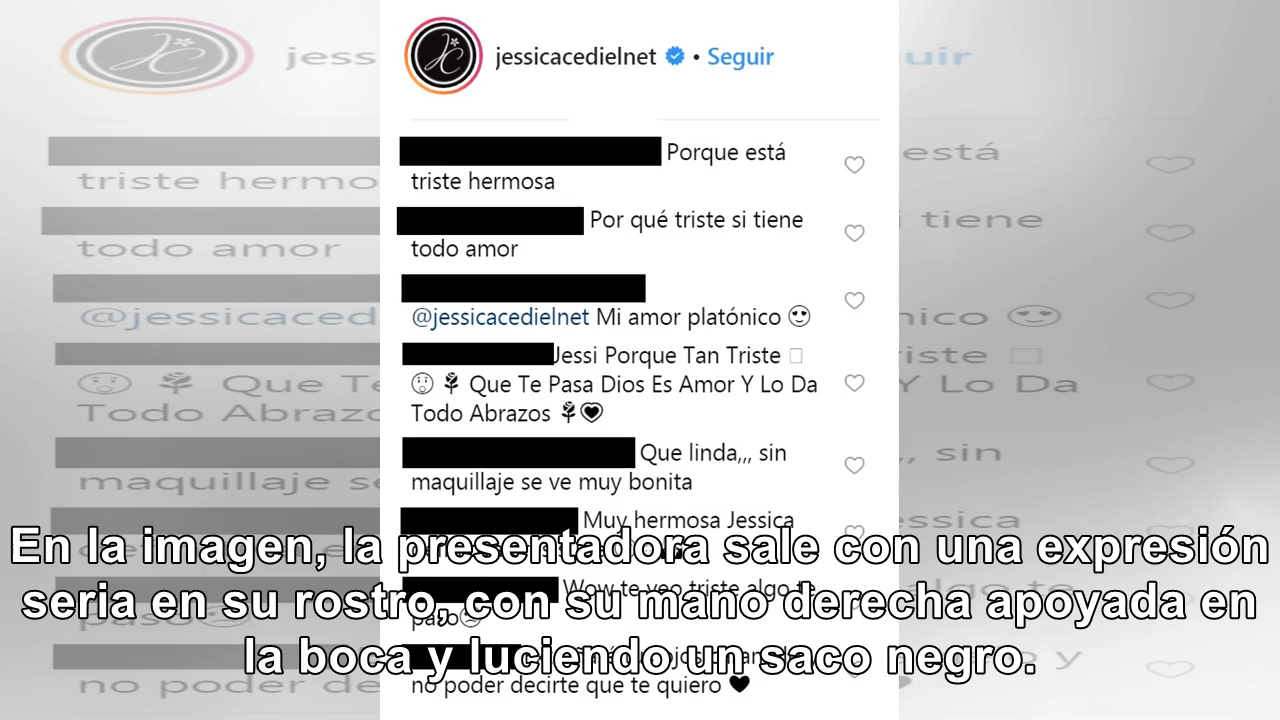 jessicacedielnet • Seguir
Porque está
triste hermosa
Por qué triste si tiene
todo amor
@jessicacedielnet Mi amor platónico 😍
Jessi Porque Tan Triste □
😯 🌹 Que Te Pasa Dios Es Amor Y Lo Da
Todo Abrazos 🌹💖
Que linda,,, sin
maquillaje se ve muy bonita
Muy hermosa Jessica
Wow te veo triste algo te
paso☹
no poder decirte que te quiero ♥
En la imagen, la presentadora sale con una expresión
seria en su rostro, con su mano derecha apoyada en
la boca y luciendo un saco negro.